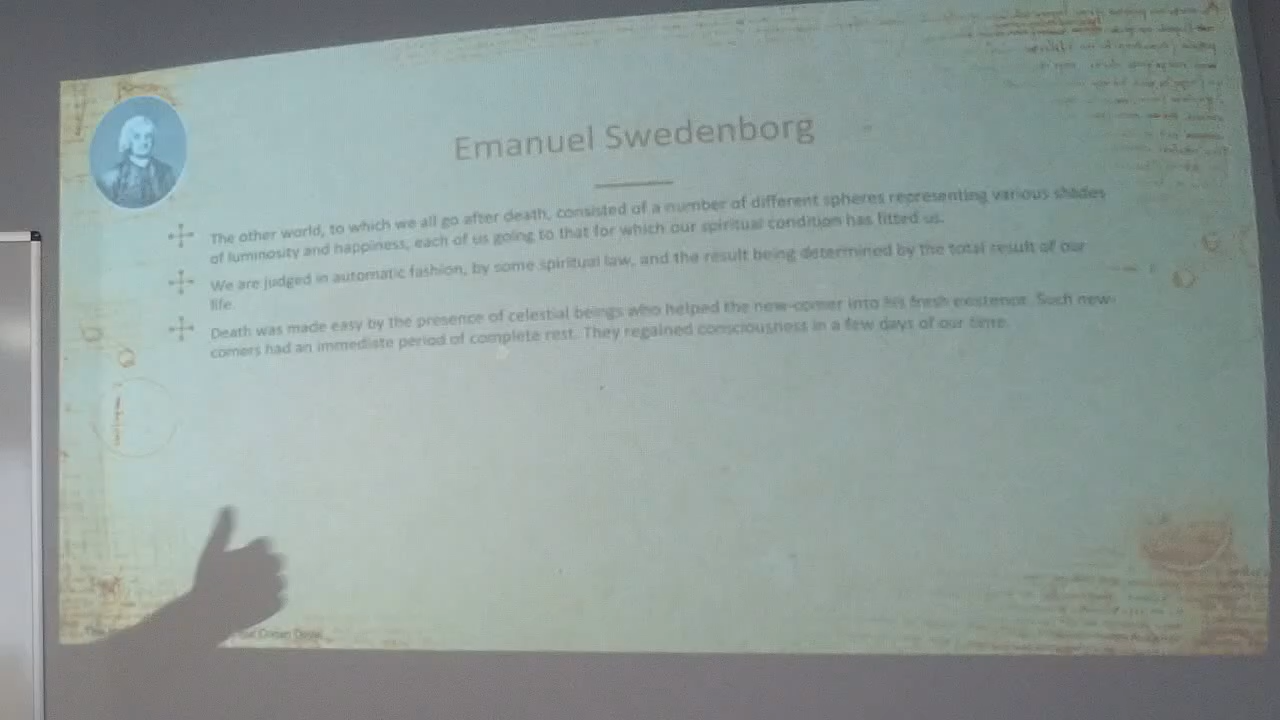 Emanuel Swedenborg
The other world, to which we all go after death, consisted of a number of different spheres representing various shades
of luminosity and happiness, each of us going to that for which our spiritual condition has fitted us.
We are judged in automatic fashion, by some spiritual law, and the result being determined by the total result of our
life.
Death was made easy by the presence of celestial beings who helped the new-comer into his fresh existence. Such new-
comers had an immediate period of complete rest. They regained consciousness in a few days of our time.
Conan Doyle